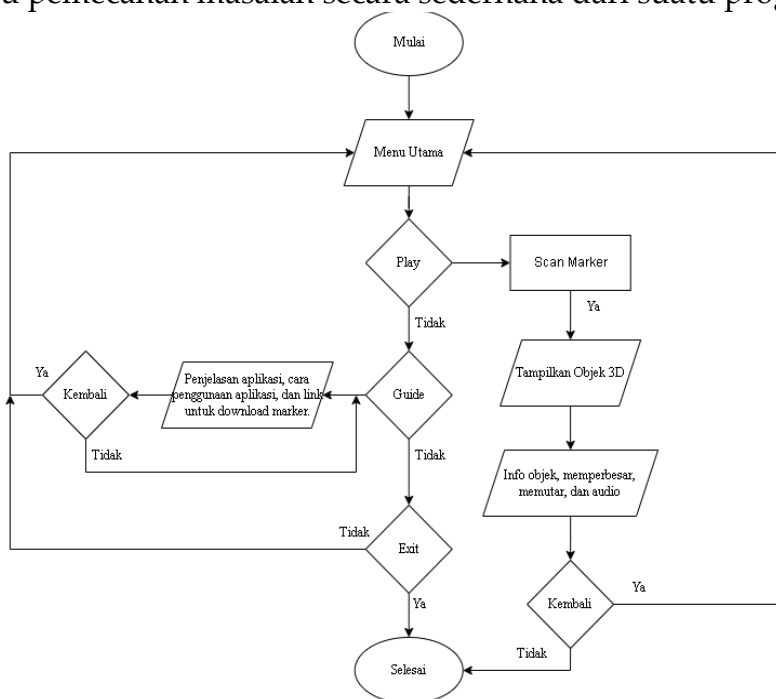 pemecahan masalah secara sederhana dari suatu
Mulai
Menu Utama
Play
Scan Marker
Tidak
Ya
Tampilkan Objek 3D
Ya
Kembali
Penjelasan aplikasi, cara
penggunaan aplikasi, dan link
untuk download marker.
Guide
Tidak
Tidak
Info objek, memperbesar,
memutar, dan audio
Tidak
Exit
Ya
Kembali
Ya
Tidak
Selesai